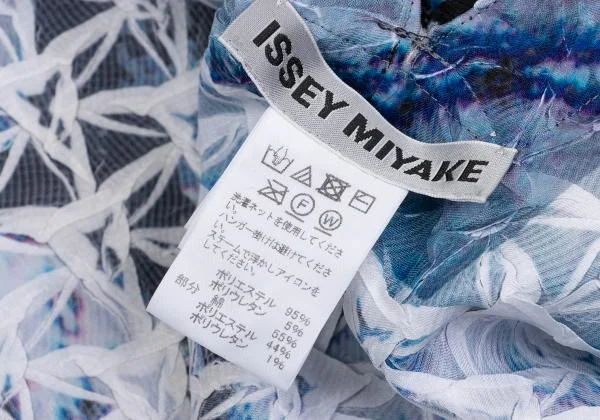 ISSEY MIYAKE
F W
洗濯ネットを使用してくださ
い。
ハンガー掛けは避けてくださ
い。
スチームで浮かしアイロンを
してください。
ポリエステル 95%
ポリウレタン 5%
部分 綿 55%
ポリエステル 44%
ポリウレタン 1%